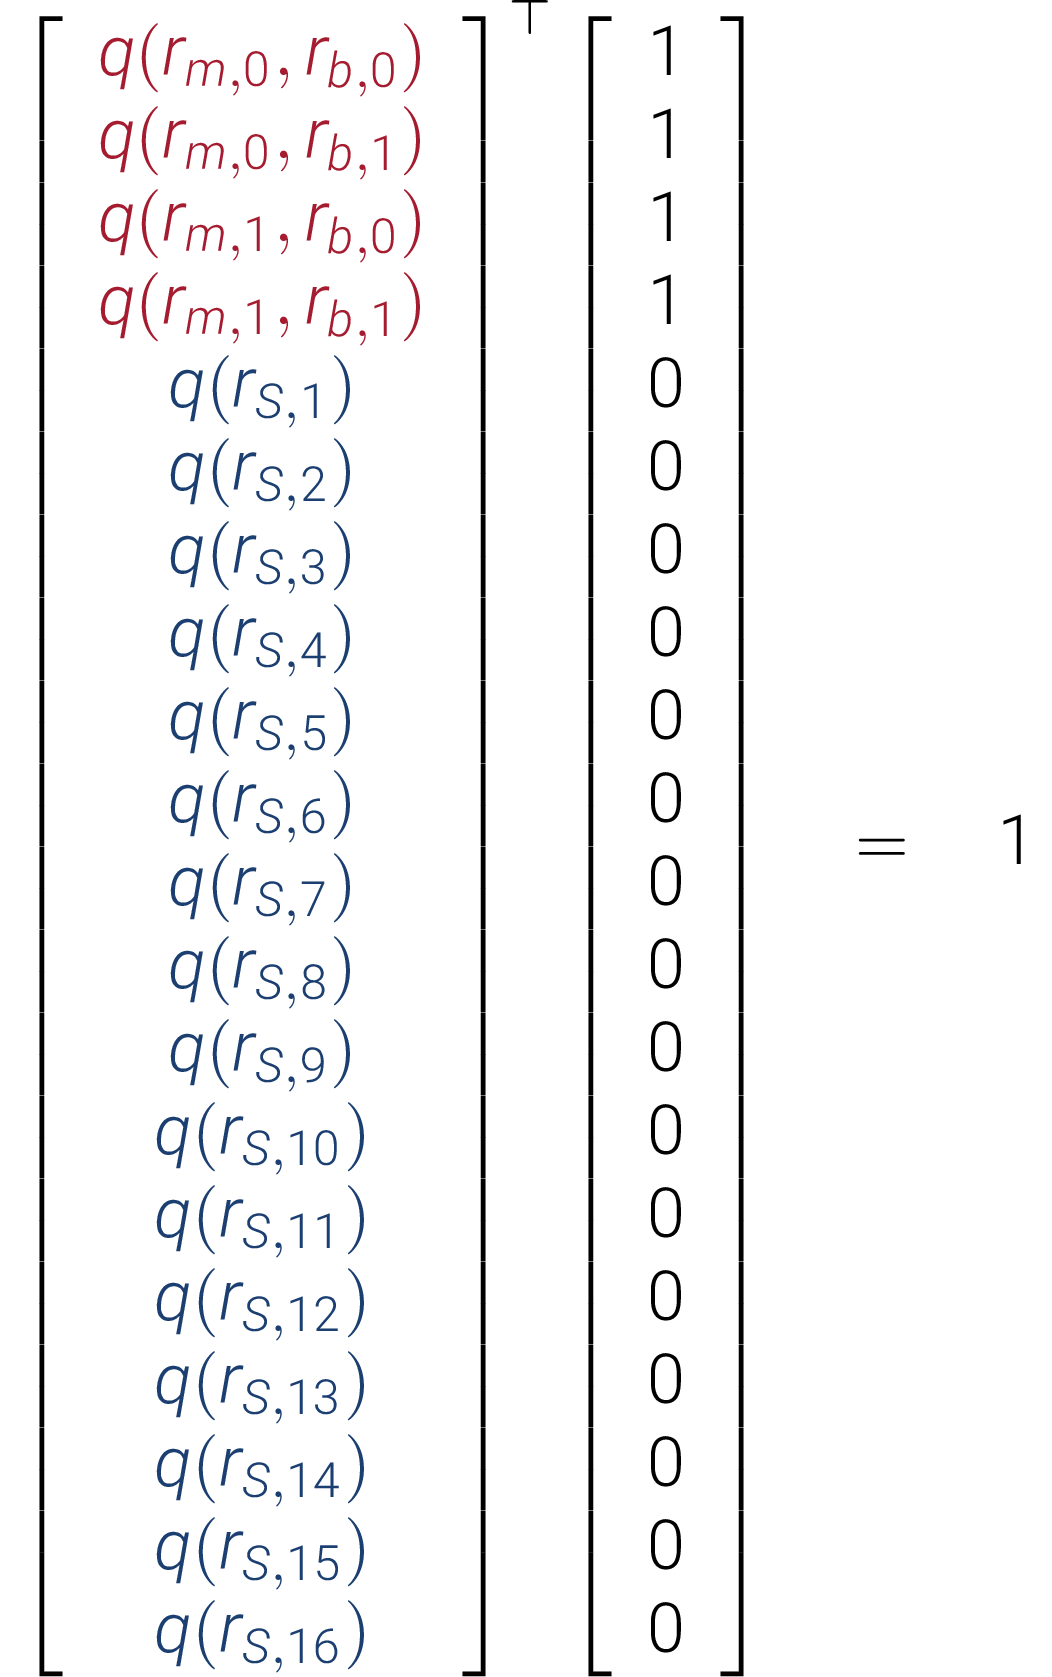 ⊤
q(r_{m,0}, r_{b,0}) 1
q(r_{m,0}, r_{b,1}) 1
q(r_{m,1}, r_{b,0}) 1
q(r_{m,1}, r_{b,1}) 1
q(r_{S,1}) 0
q(r_{S,2}) 0
q(r_{S,3}) 0
q(r_{S,4}) 0
q(r_{S,5}) 0
q(r_{S,6}) 0
= 1
q(r_{S,7}) 0
q(r_{S,8}) 0
q(r_{S,9}) 0
q(r_{S,10}) 0
q(r_{S,11}) 0
q(r_{S,12}) 0
q(r_{S,13}) 0
q(r_{S,14}) 0
q(r_{S,15}) 0
q(r_{S,16}) 0